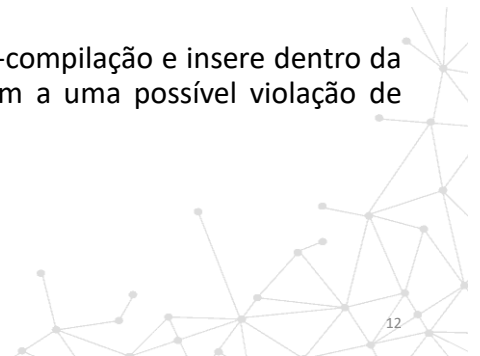 -compilação e insere dentro da
m a uma possível violação de
12